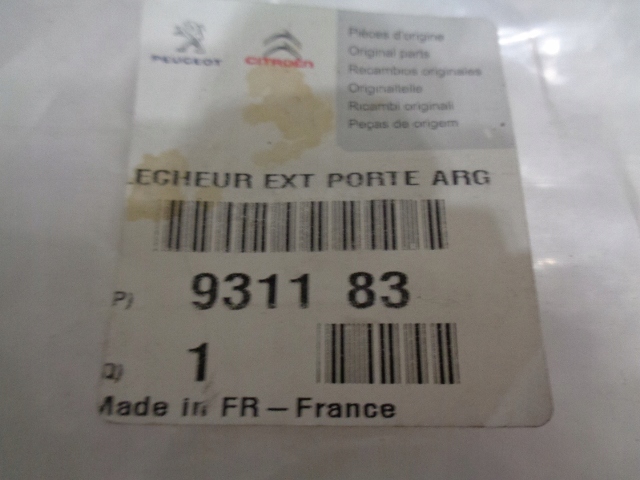 PEUGEOT CITROËN
Pièces d'origine
Original parts
Recambios originales
Originalteile
Ricambi originali
Peças de origem
LECHEUR EXT PORTE ARG
P) 9311 83
Q) 1
Made in FR – France